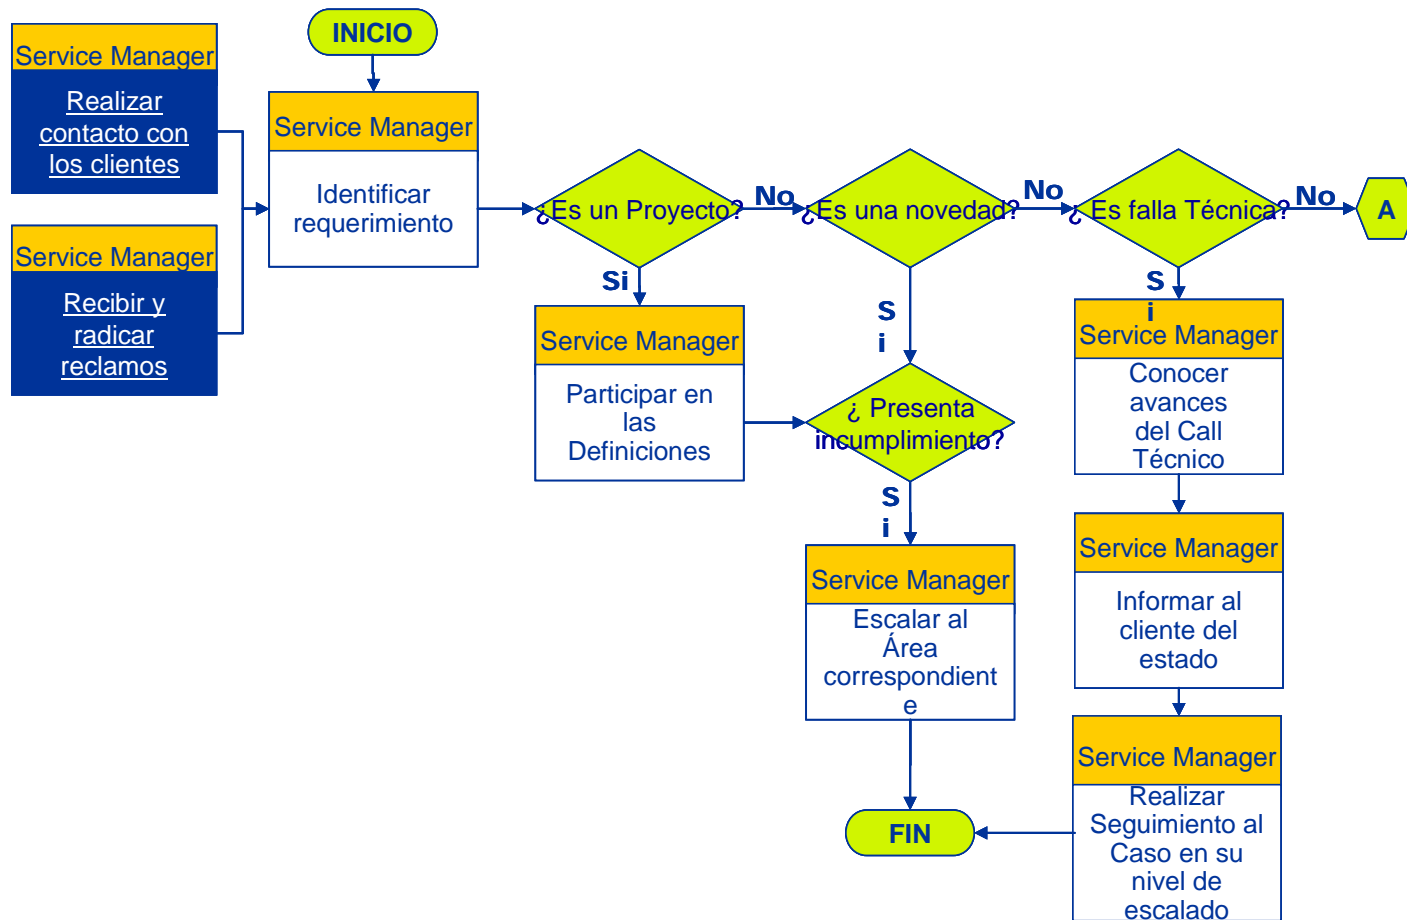 INICIO
Service Manager
Realizar
contacto con
los clientes
Service Manager
Identificar
requerimiento
Service Manager
Recibir y
radicar
reclamos
¿Es un Proyecto?
No
¿Es una novedad?
No
¿ Es falla Técnica?
No
A
Si
S
i
S
i
Service Manager
Participar en
las
Definiciones
¿ Presenta
incumplimiento?
Service Manager
Conocer
avances
del Call
Técnico
S
i
Service Manager
Escalar al
Área
correspondient
e
Service Manager
Informar al
cliente del
estado
Service Manager
Realizar
Seguimiento al
Caso en su
nivel de
escalado
FIN